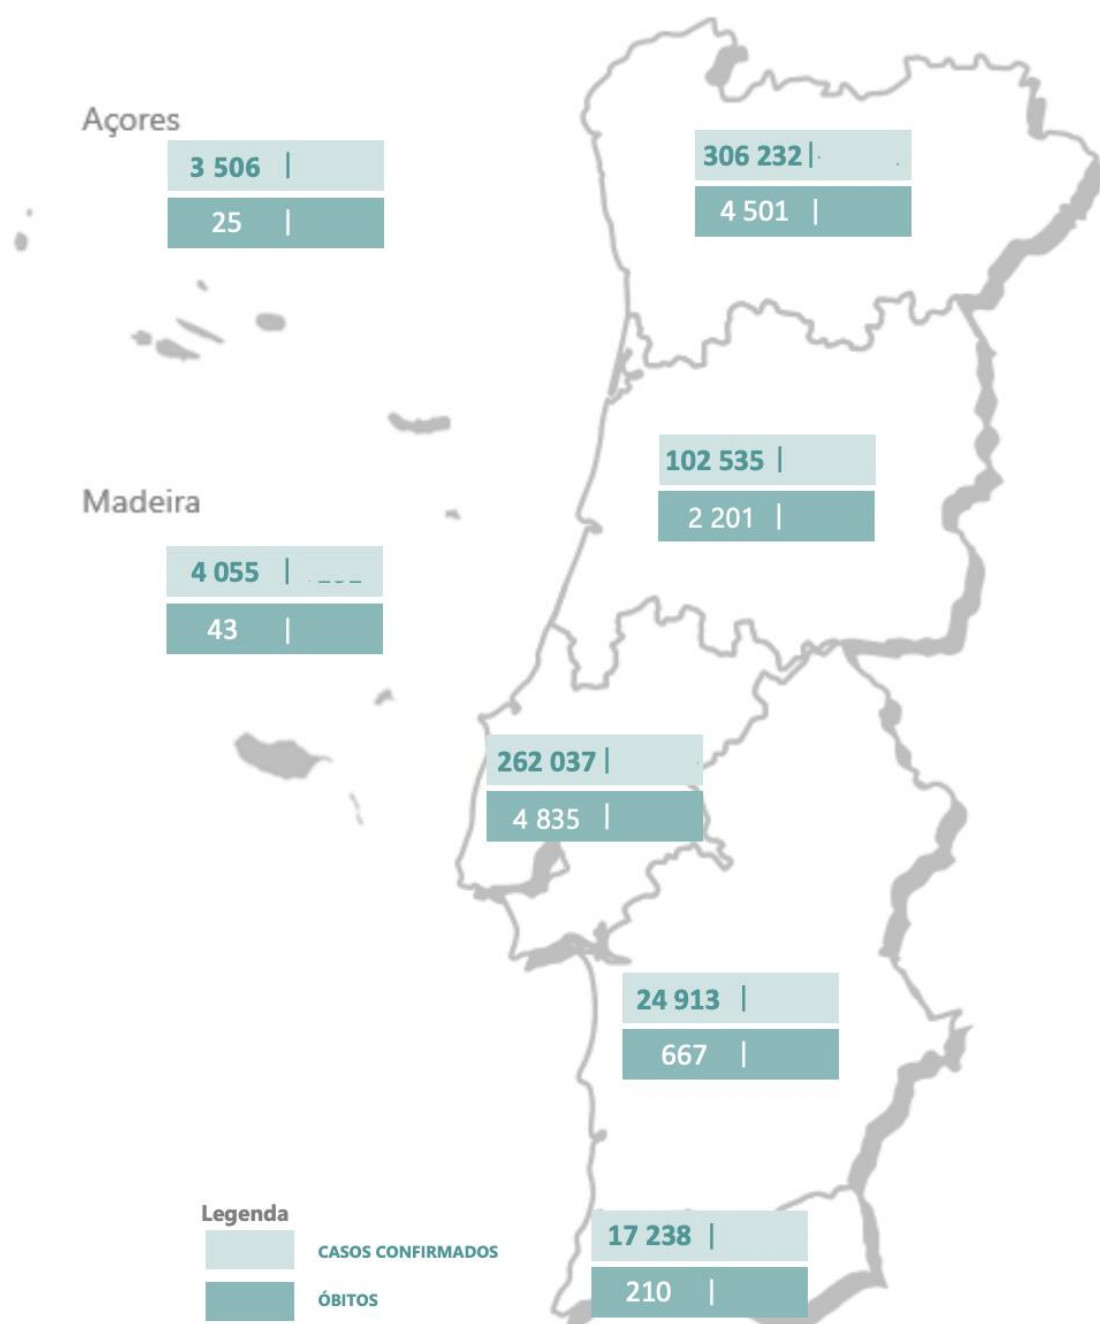 Açores
3 506 |
25 |
306 232 |
4 501 |
102 535 |
2 201 |
Madeira
4 055 |
43 |
262 037 |
4 835 |
24 913 |
667 |
17 238 |
210 |
Legenda
CASOS CONFIRMADOS
ÓBITOS